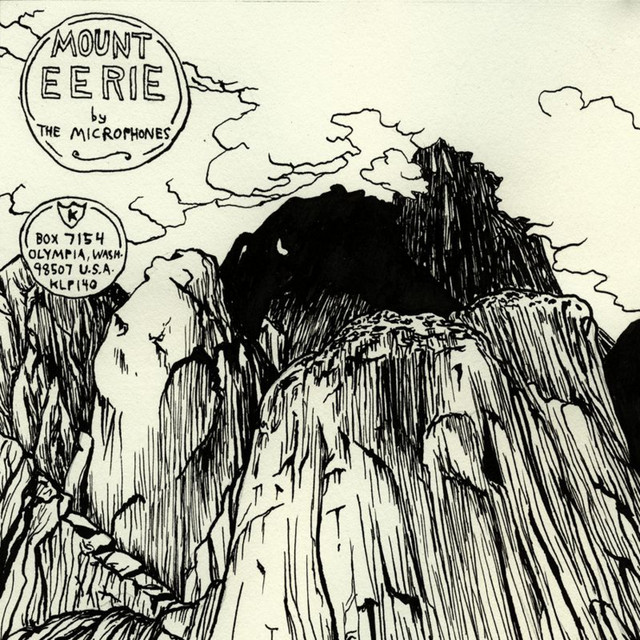 MOUNT
EERIE
by
THE MICROPHONES
K
BOX 7154
OLYMPIA, WASH.
98507 U.S.A.
KLP140